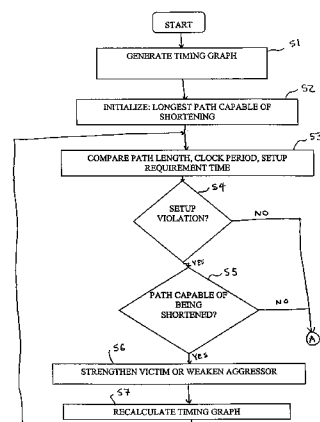 START
S1
GENERATE TIMING GRAPH
S2
INITIALIZE: LONGEST PATH CAPABLE OF
SHORTENING
S3
COMPARE PATH LENGTH, CLOCK PERIOD, SETUP
REQUIREMENT TIME
S4
SETUP
VIOLATION?
NO
YES
S5
PATH CAPABLE OF
BEING
SHORTENED?
NO
A
YES
S6
STRENGTHEN VICTIM OR WEAKEN AGGRESSOR
S7
RECALCULATE TIMING GRAPH